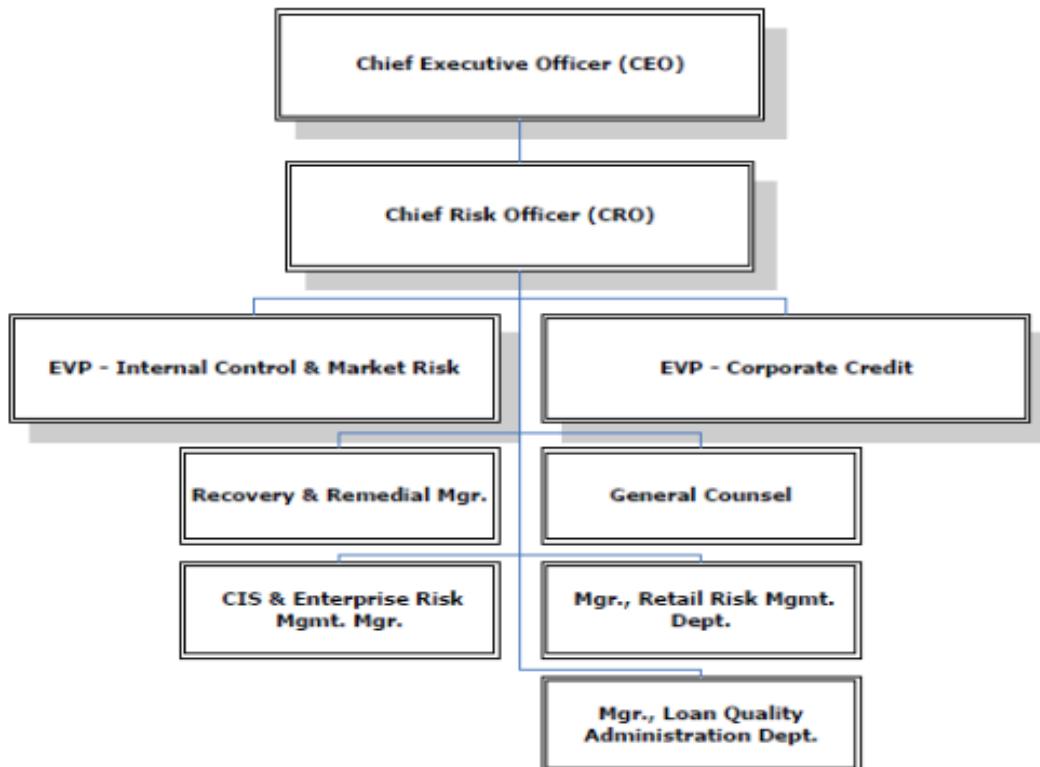 Chief Executive Officer (CEO)
Chief Risk Officer (CRO)
EVP - Internal Control & Market Risk
EVP - Corporate Credit
Recovery & Remedial Mgr.
General Counsel
CIS & Enterprise Risk
Mgmt. Mgr.
Mgr., Retail Risk Mgmt.
Dept.
Mgr., Loan Quality
Administration Dept.